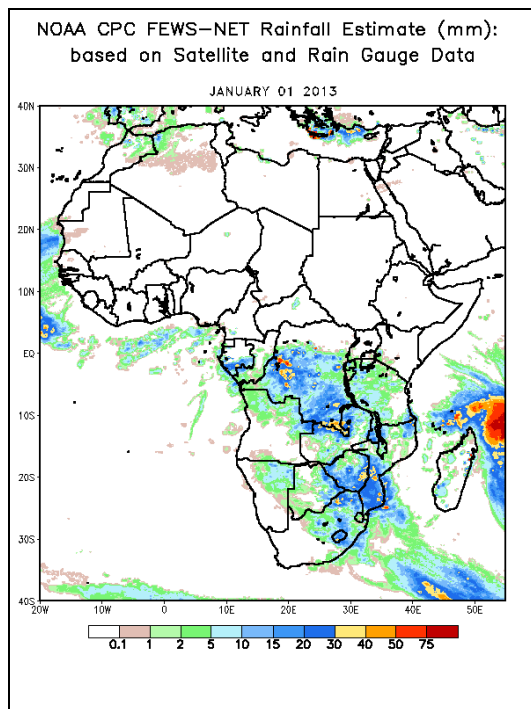 NOAA CPC FEWS-NET Rainfall Estimate (mm):
based on Satellite and Rain Gauge Data
JANUARY 01 2013
40N
30N
20N
10N
EQ
10S
20S
30S
40S
20W 10W 0 10E 20E 30E 40E 50E
0.1 1 2 5 10 15 20 30 40 50 75